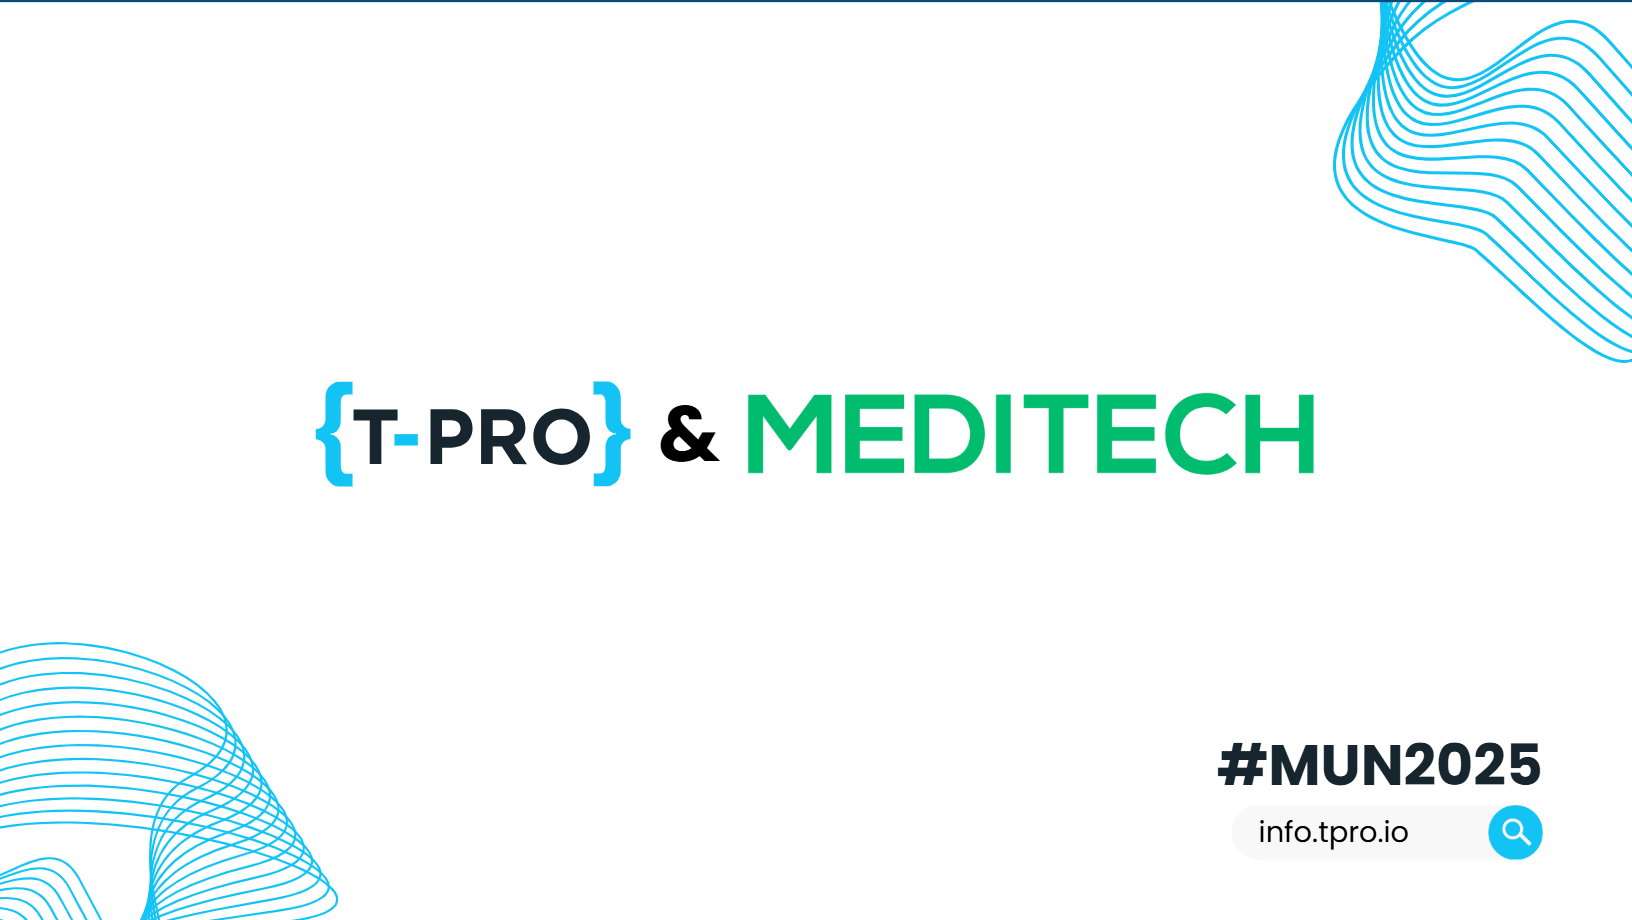 {T-PRO} & MEDITECH
#MUN2025
info.tpro.io